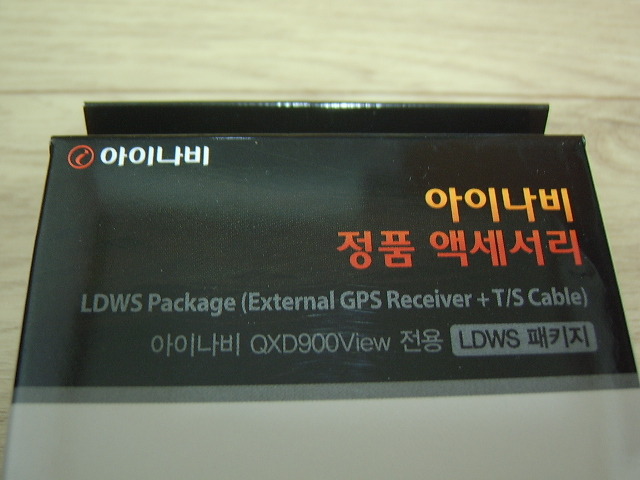 아이나비
아이나비
정품 액세서리
LDWS Package (External GPS Receiver + T/S Cable)
아이나비 QXD900View 전용 LDWS 패키지